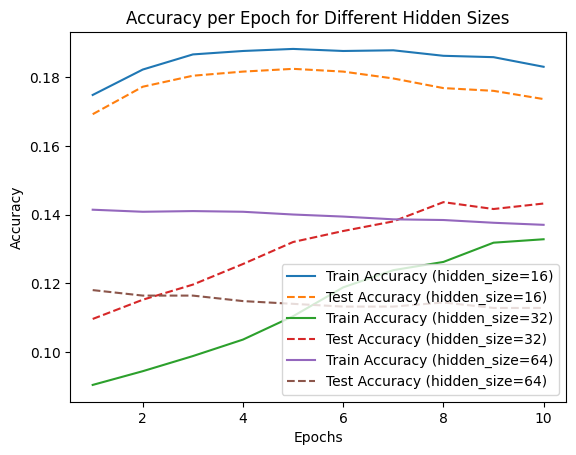 Accuracy per Epoch for Different Hidden Sizes
Accuracy
0.18
0.16
0.14
0.12
0.10
Train Accuracy (hidden_size=16)
Test Accuracy (hidden_size=16)
Train Accuracy (hidden_size=32)
Test Accuracy (hidden_size=32)
Train Accuracy (hidden_size=64)
Test Accuracy (hidden_size=64)
2 4 6 8 10
Epochs